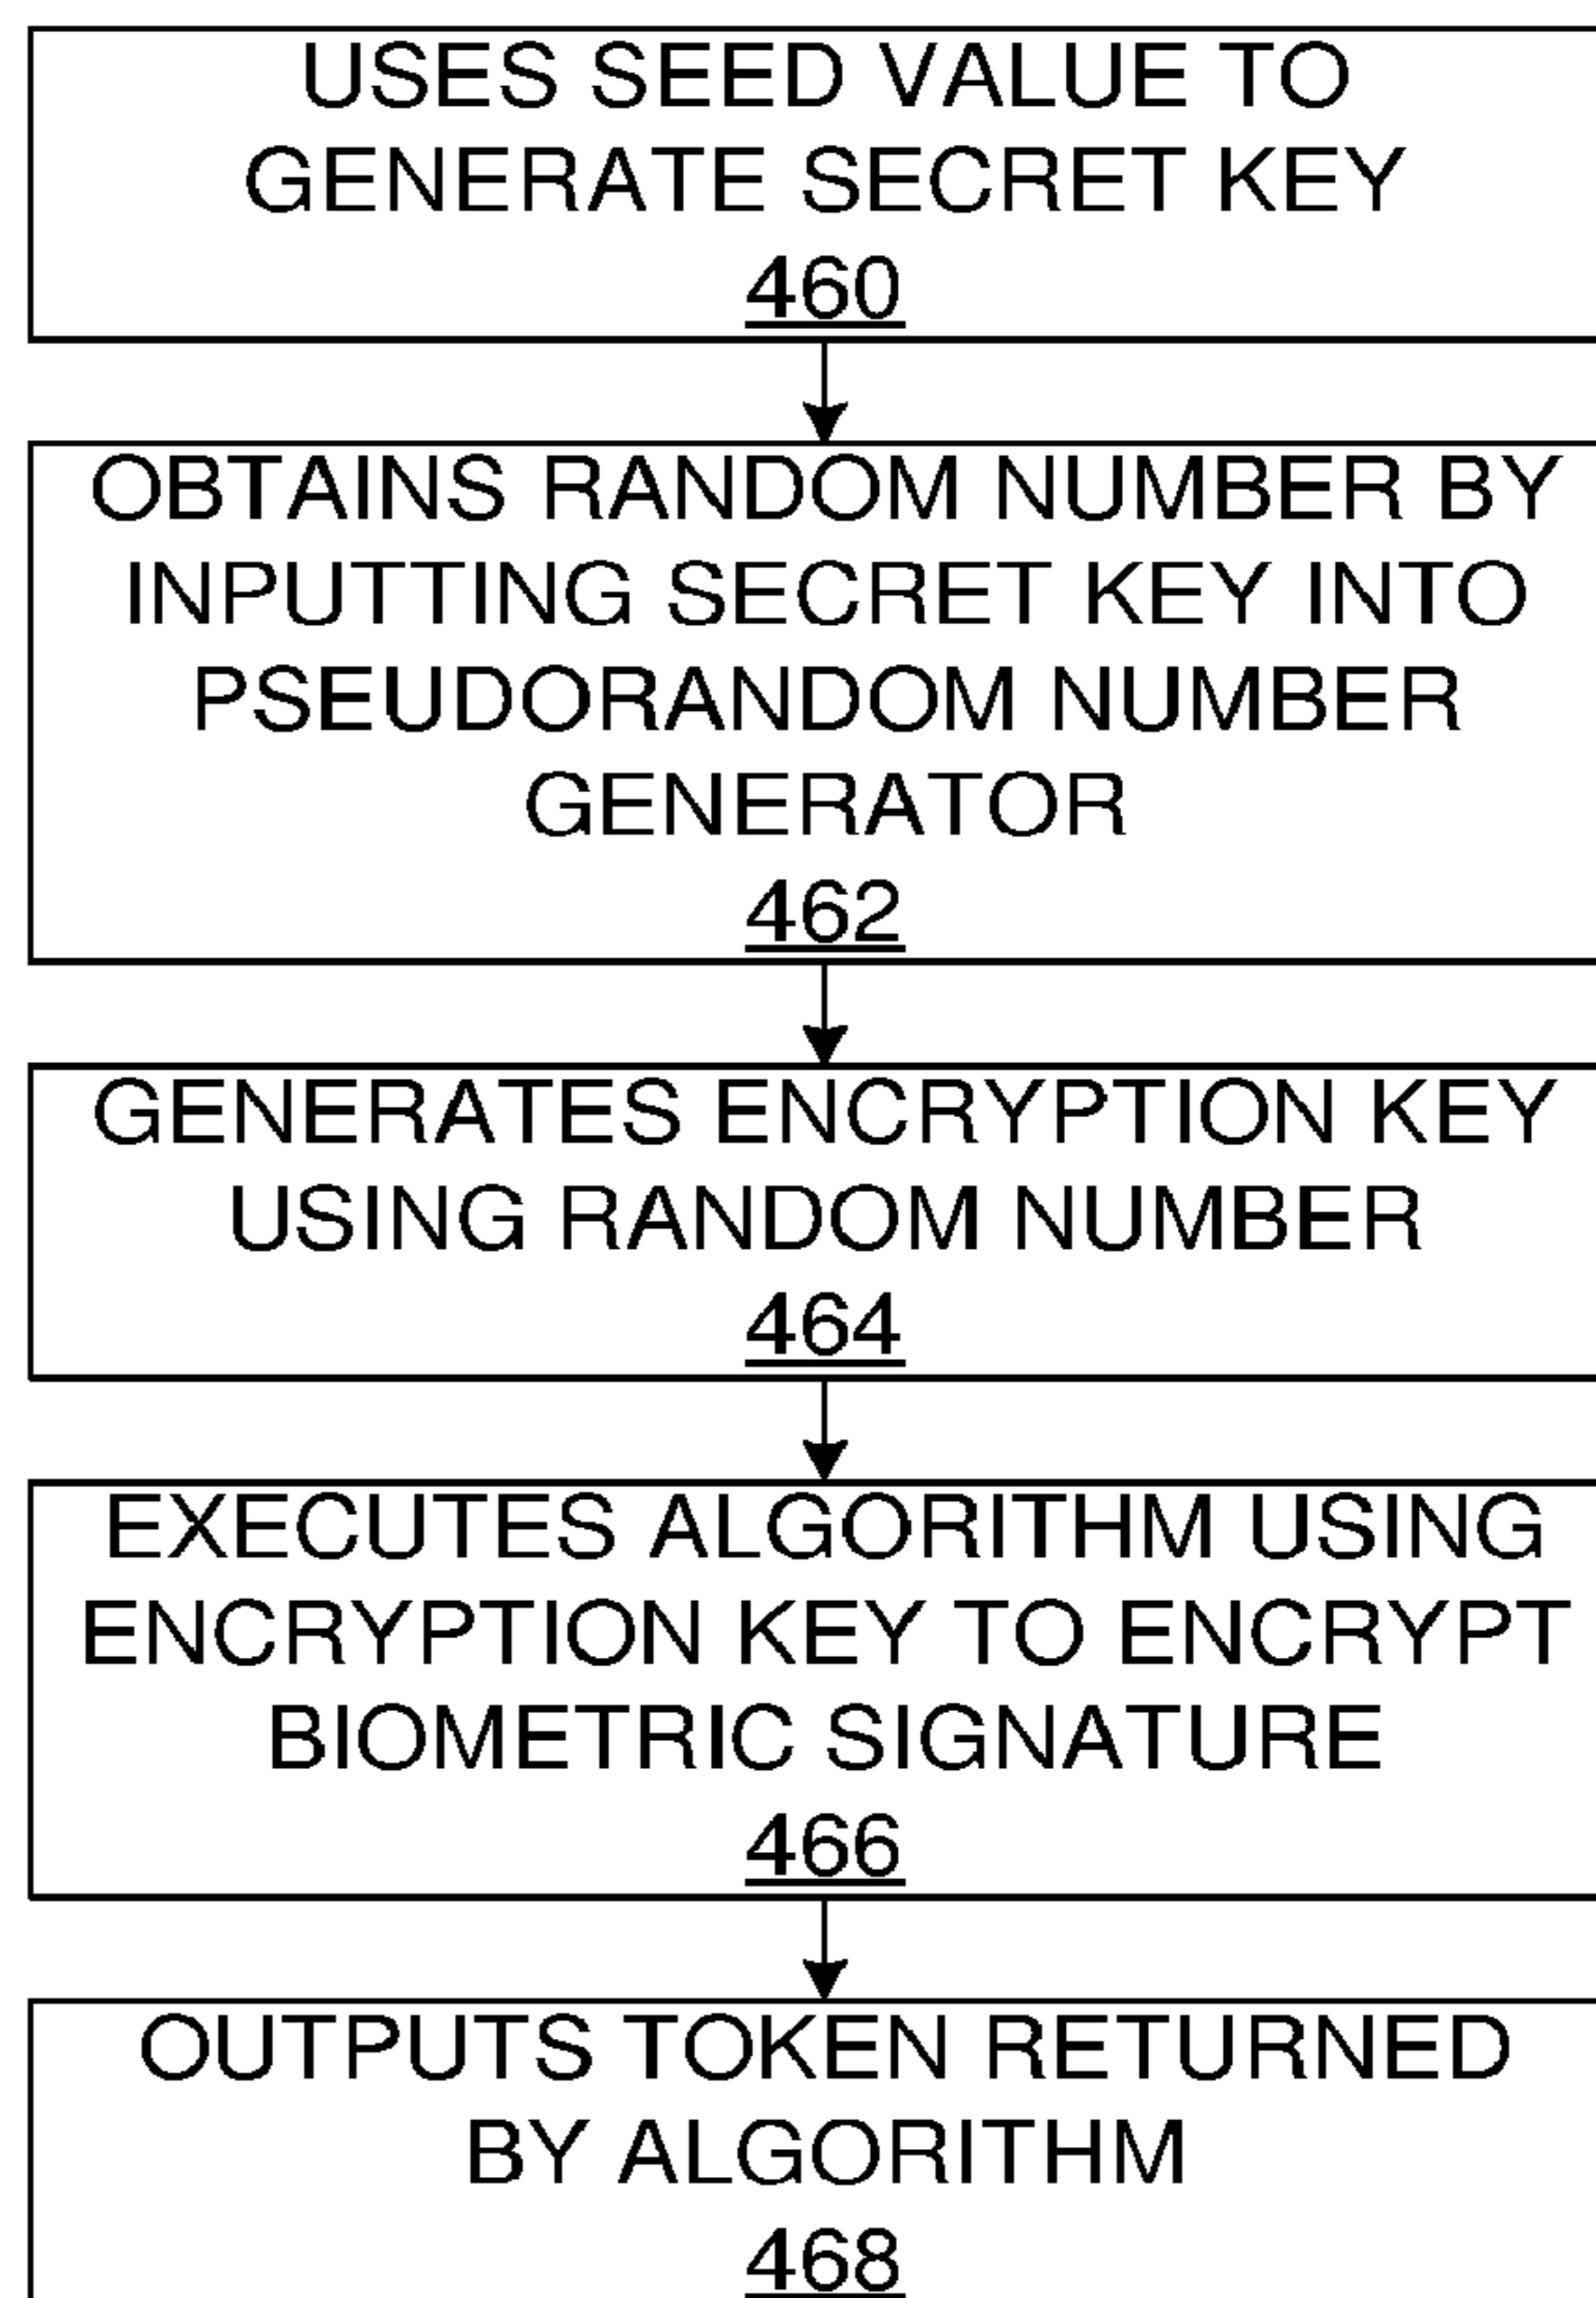 USES SEED VALUE TO
GENERATE SECRET KEY
460
OBTAINS RANDOM NUMBER BY
INPUTTING SECRET KEY INTO
PSEUDORANDOM NUMBER
GENERATOR
462
GENERATES ENCRYPTION KEY
USING RANDOM NUMBER
464
EXECUTES ALGORITHM USING
ENCRYPTION KEY TO ENCRYPT
BIOMETRIC SIGNATURE
466
OUTPUTS TOKEN RETURNED
BY ALGORITHM
468